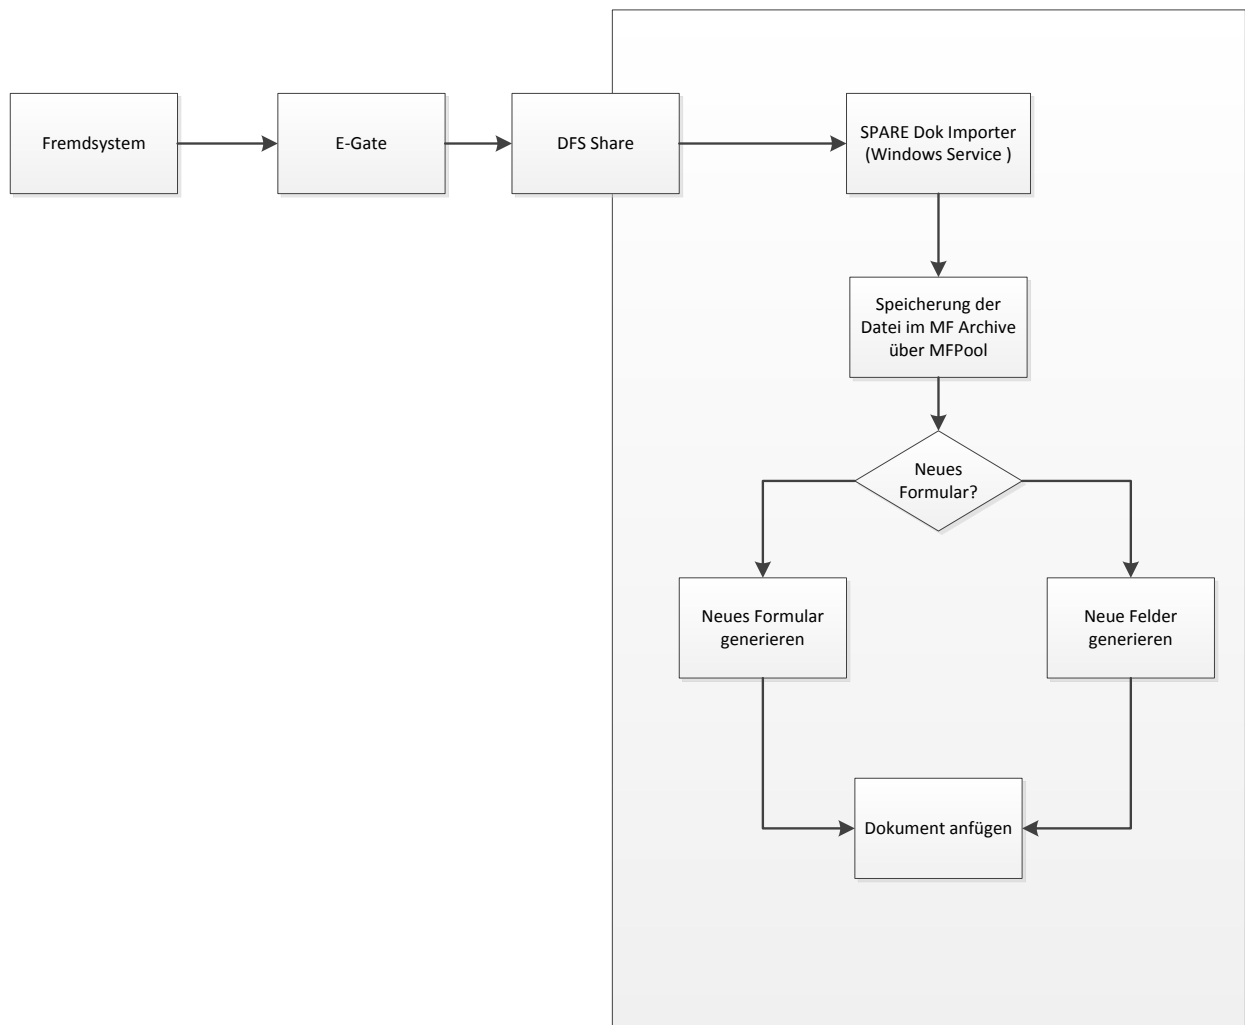 Fremdsystem
E-Gate
DFS Share
SPARE Dok Importer
(Windows Service )
Speicherung der
Datei im MF Archive
über MFPool
Neues
Formular?
Neues Formular
generieren
Neue Felder
generieren
Dokument anfügen